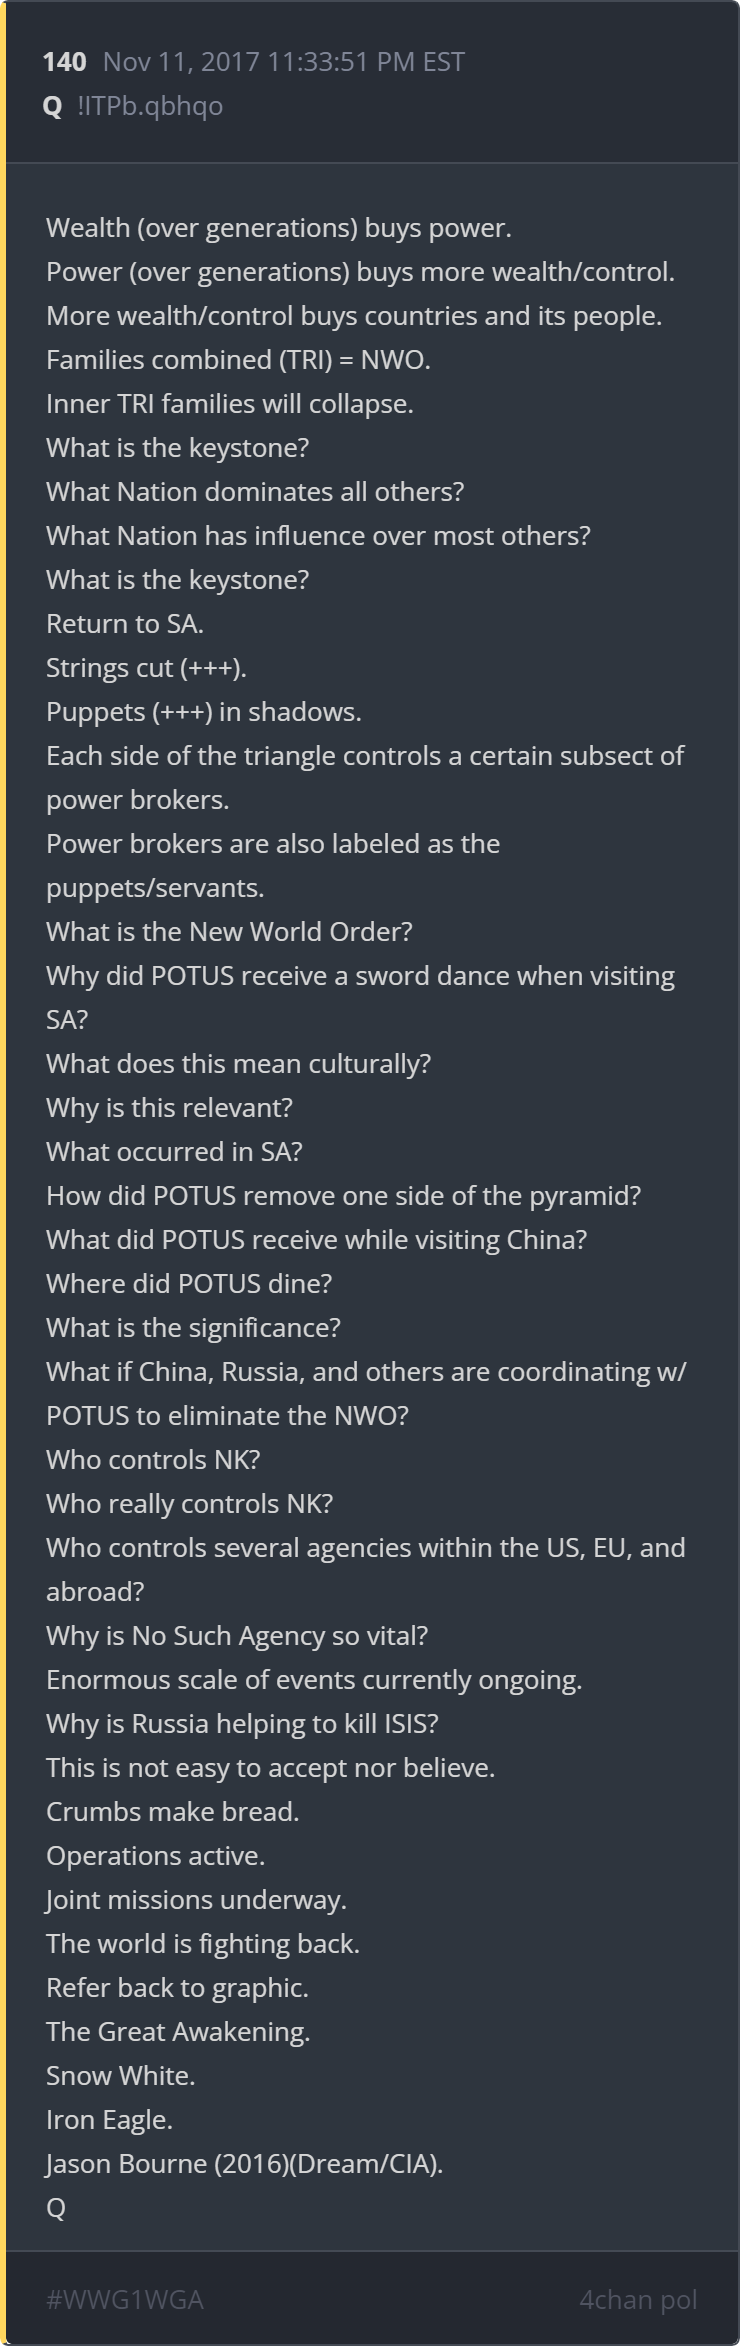 140 Nov 11, 2017 11:33:51 PM EST
Q !ITPb.qbhqo
Wealth (over generations) buys power.
Power (over generations) buys more wealth/control.
More wealth/control buys countries and its people.
Families combined (TRI) = NWO.
Inner TRI families will collapse.
What is the keystone?
What Nation dominates all others?
What Nation has influence over most others?
What is the keystone?
Return to SA.
Strings cut (+++).
Puppets (+++) in shadows.
Each side of the triangle controls a certain subsect of
power brokers.
Power brokers are also labeled as the
puppets/servants.
What is the New World Order?
Why did POTUS receive a sword dance when visiting
SA?
What does this mean culturally?
Why is this relevant?
What occurred in SA?
How did POTUS remove one side of the pyramid?
What did POTUS receive while visiting China?
Where did POTUS dine?
What is the significance?
What if China, Russia, and others are coordinating w/
POTUS to eliminate the NWO?
Who controls NK?
Who really controls NK?
Who controls several agencies within the US, EU, and
abroad?
Why is No Such Agency so vital?
Enormous scale of events currently ongoing.
Why is Russia helping to kill ISIS?
This is not easy to accept nor believe.
Crumbs make bread.
Operations active.
Joint missions underway.
The world is fighting back.
Refer back to graphic.
The Great Awakening.
Snow White.
Iron Eagle.
Jason Bourne (2016)(Dream/CIA).
Q
#WWG1WGA 4chan pol